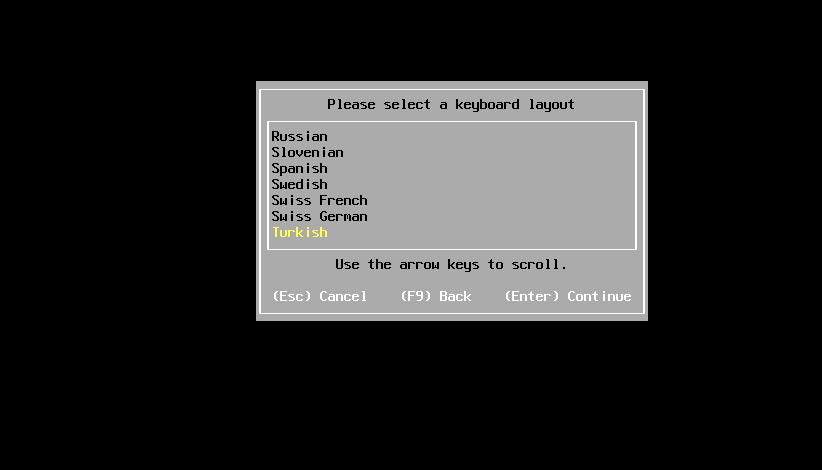 Please select a keyboard layout
Russian
Slovenian
Spanish
Swedish
Swiss French
Swiss German
Turkish
Use the arrow keys to scroll.
(Esc) Cancel (F9) Back (Enter) Continue